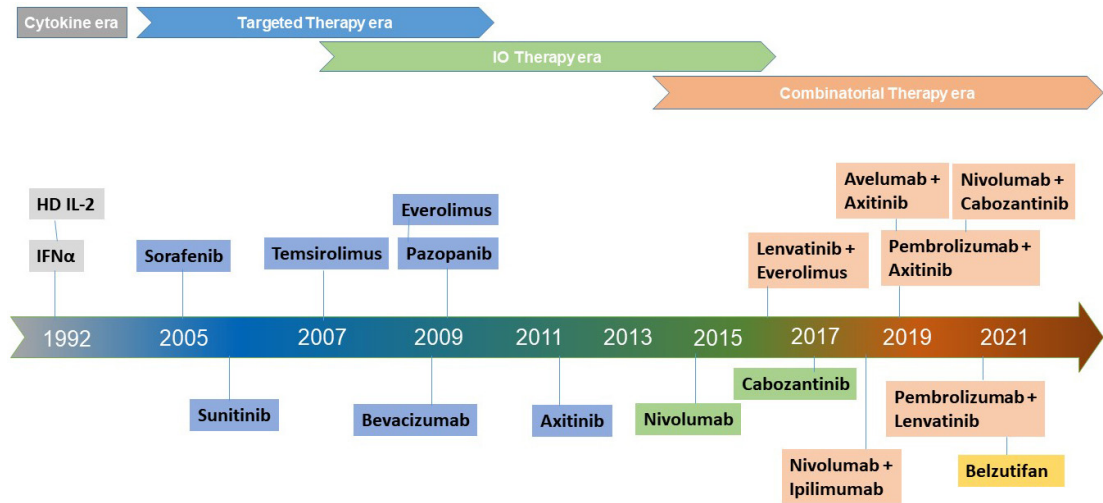 Cytokine era
Targeted Therapy era
IO Therapy era
Combinatorial Therapy era
HD IL-2
IFNα
Sorafenib
Temsirolimus
Everolimus
Pazopanib
Lenvatinib +
Everolimus
Avelumab +
Axitinib
Pembrolizumab +
Axitinib
Nivolumab +
Cabozantinib
1992
2005
2007
2009
2011
2013
2015
2017
2019
2021
Sunitinib
Bevacizumab
Axitinib
Nivolumab
Cabozantinib
Nivolumab +
Ipilimumab
Pembrolizumab +
Lenvatinib
Belzutifan